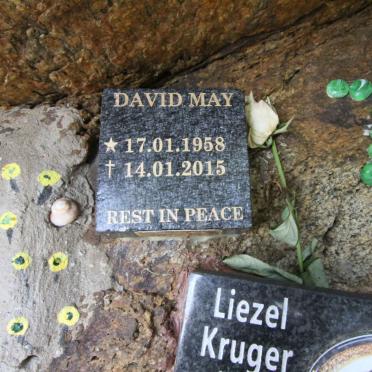 DAVID MAY
★ 17.01.1958
† 14.01.2015
REST IN PEACE
Liezel
Kruger